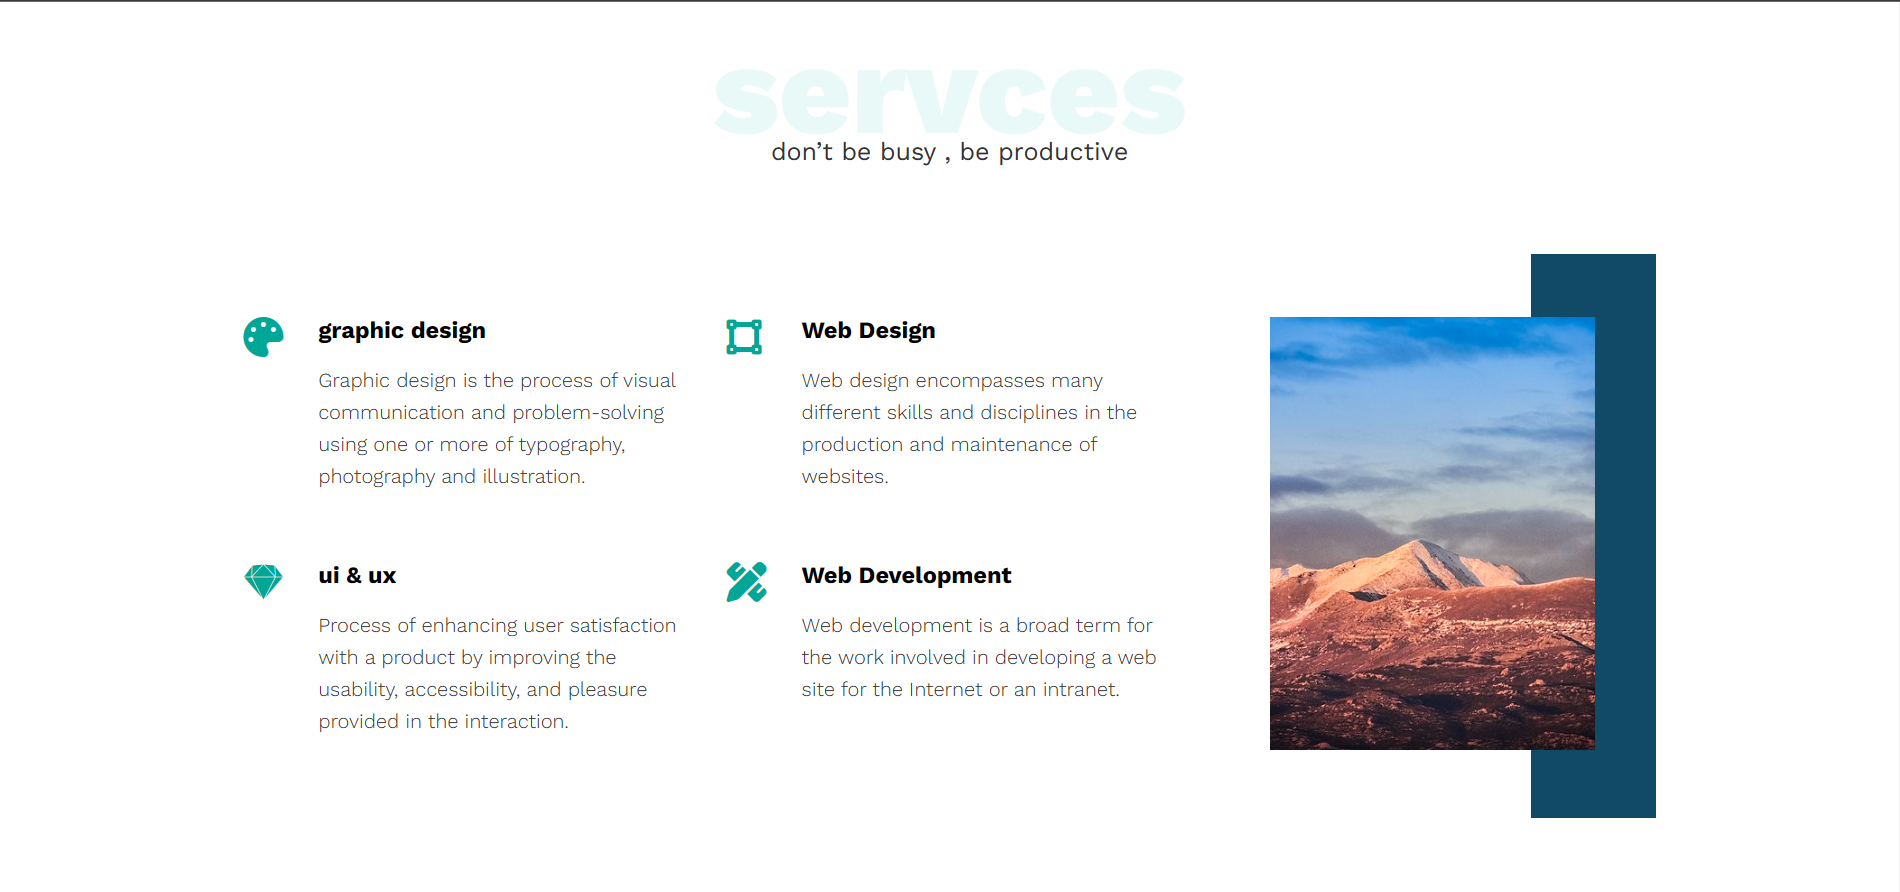 servces
don't be busy , be productive
graphic design
Graphic design is the process of visual
communication and problem-solving
using one or more of typography,
photography and illustration.
Web Design
Web design encompasses many
different skills and disciplines in the
production and maintenance of
websites.
ui & ux
Process of enhancing user satisfaction
with a product by improving the
usability, accessibility, and pleasure
provided in the interaction.
Web Development
Web development is a broad term for
the work involved in developing a web
site for the Internet or an intranet.